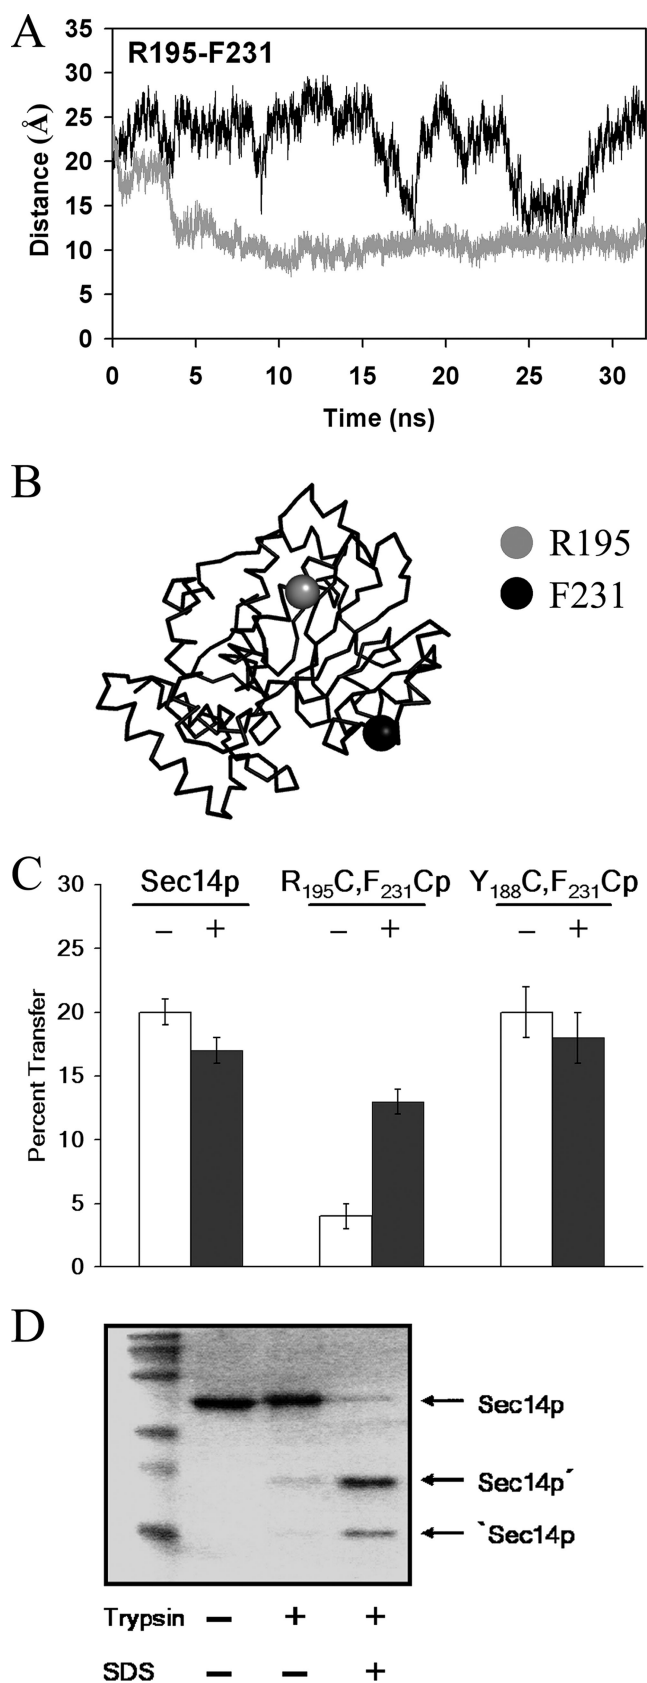 A
R195-F231
35
30
25
20
15
10
5
0
Distance (Å)
0 5 10 15 20 25 30
Time (ns)
B
R195
F231
C
Sec14p R₁₉₅C,F₂₃₁Cp Y₁₈₈C,F₂₃₁Cp
− + − + − +
30
25
20
15
10
5
0
Percent Transfer
D
Sec14p
Sec14p´
`Sec14p
Trypsin − + +
SDS − − +